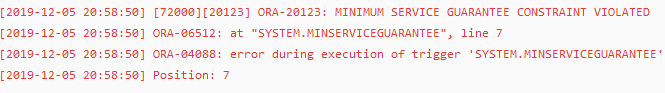 [2019-12-05 20:58:50] [72000][20123] ORA-20123: MINIMUM SERVICE GUARANTEE CONSTRAINT VIOLATED
[2019-12-05 20:58:50] ORA-06512: at "SYSTEM.MINSERVICEGUARANTEE", line 7
[2019-12-05 20:58:50] ORA-04088: error during execution of trigger 'SYSTEM.MINSERVICEGUARANTEE'
[2019-12-05 20:58:50] Position: 7